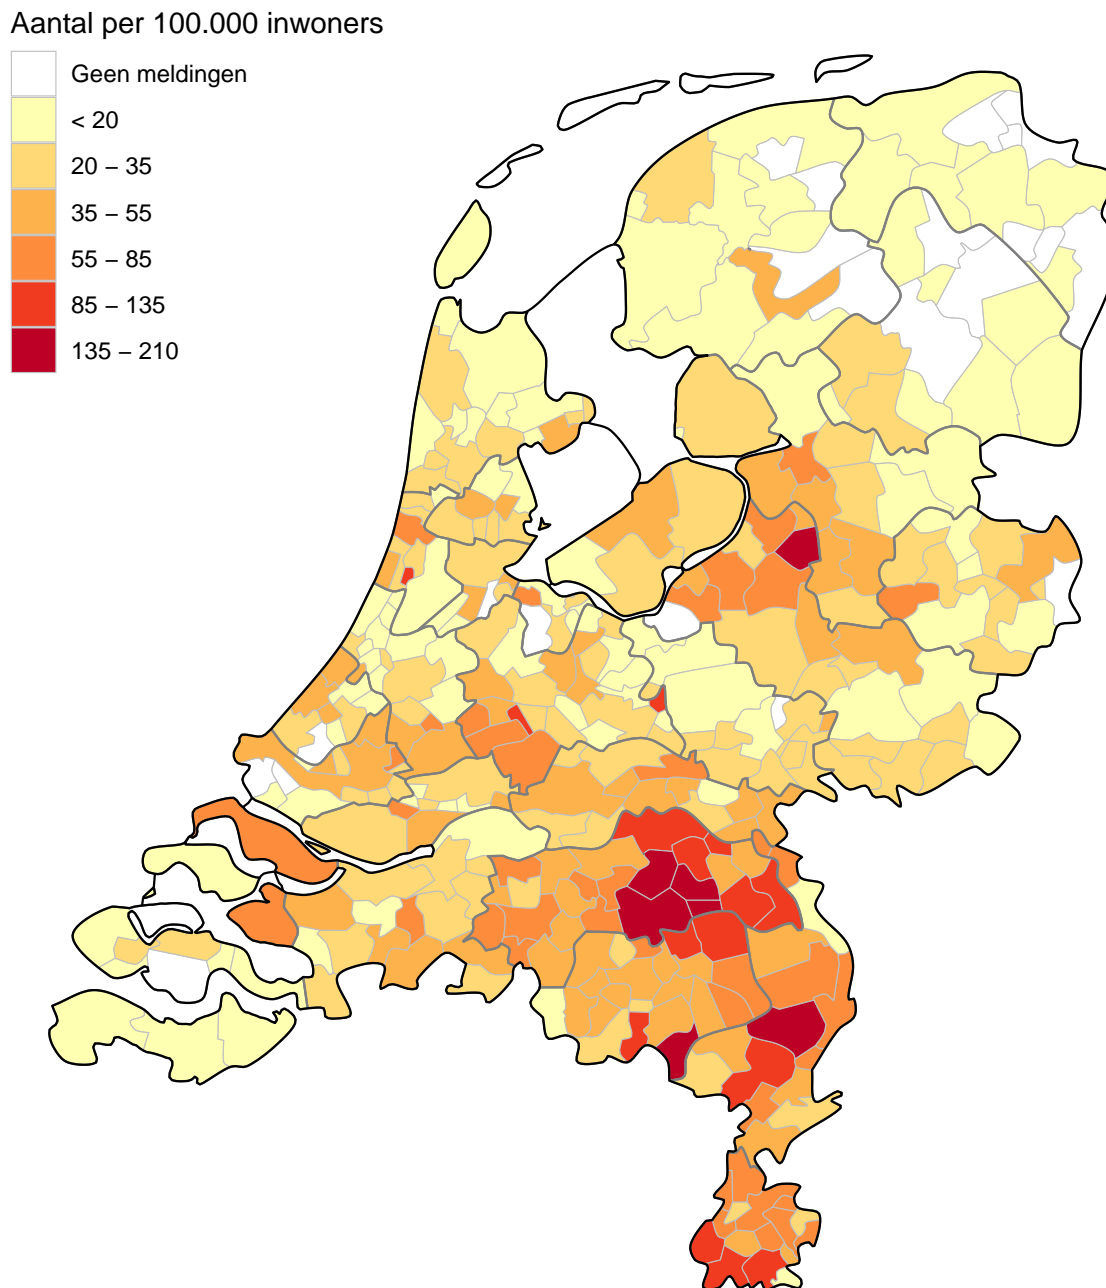 Aantal per 100.000 inwoners
Geen meldingen
< 20
20 – 35
35 – 55
55 – 85
85 – 135
135 – 210